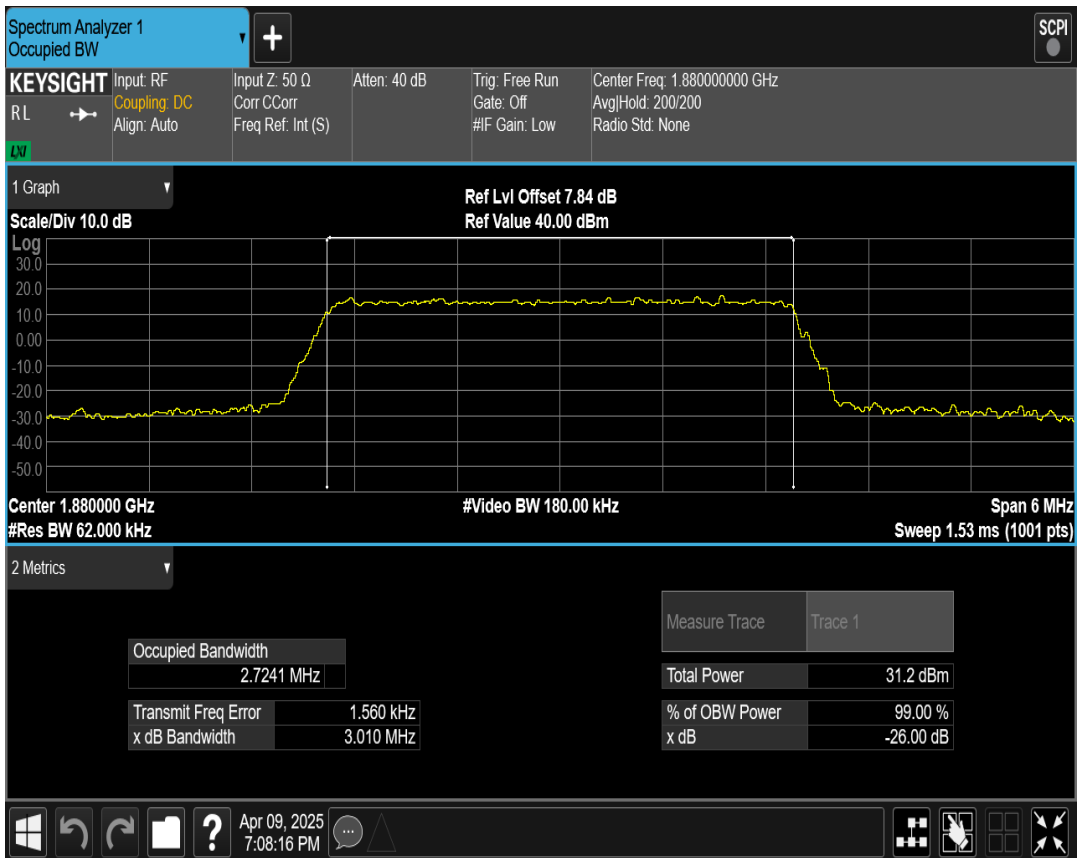 Spectrum Analyzer 1
Occupied BW
+
SCPI
KEYSIGHT
RL
LXI
Input: RF
Coupling: DC
Align: Auto
Input Z: 50 Ω
Corr CCorr
Freq Ref: Int (S)
Atten: 40 dB
Trig: Free Run
Gate: Off
#IF Gain: Low
Center Freq: 1.880000000 GHz
Avg|Hold: 200/200
Radio Std: None
1 Graph
Scale/Div 10.0 dB
Ref Lvl Offset 7.84 dB
Ref Value 40.00 dBm
Log
30.0
20.0
10.0
0.00
-10.0
-20.0
-30.0
-40.0
-50.0
Center 1.880000 GHz
#Video BW 180.00 kHz
Span 6 MHz
#Res BW 62.000 kHz
Sweep 1.53 ms (1001 pts)
2 Metrics
Occupied Bandwidth
2.7241 MHz
Transmit Freq Error 1.560 kHz
x dB Bandwidth 3.010 MHz
Measure Trace Trace 1
Total Power 31.2 dBm
% of OBW Power 99.00 %
x dB -26.00 dB
?
Apr 09, 2025
7:08:16 PM